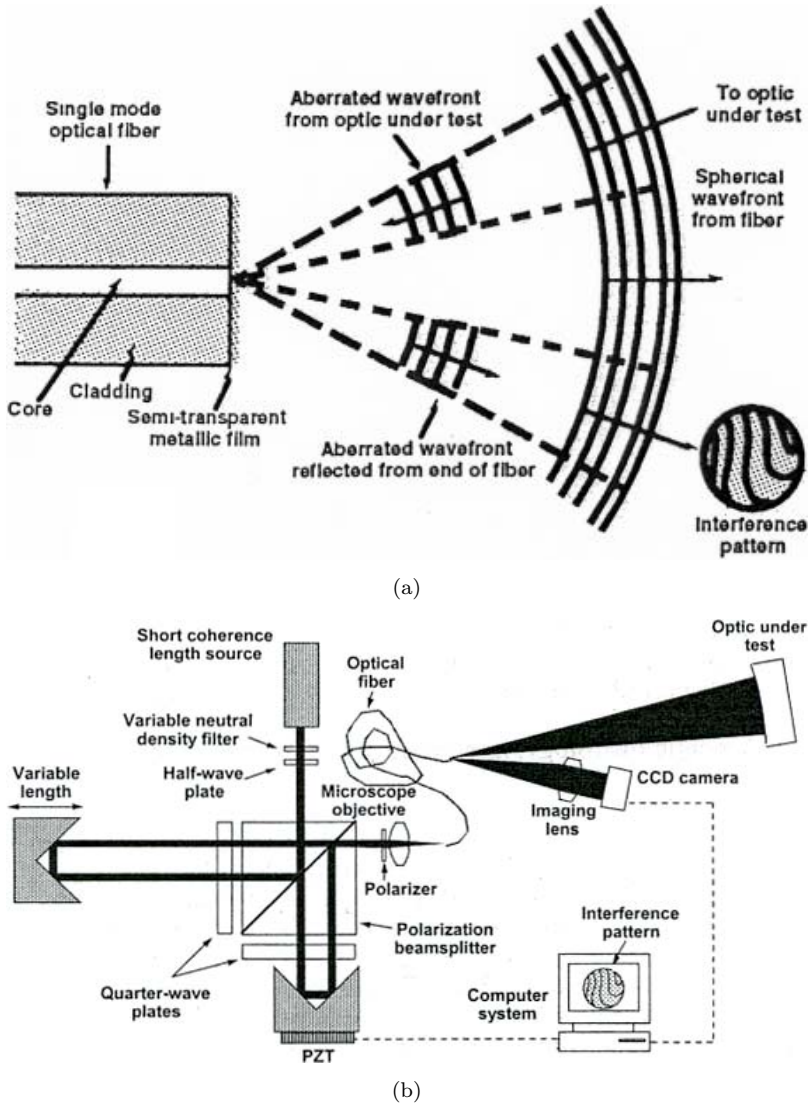 Single mode
optical fiber
Aberrated wavefront
from optic under test
To optic
under test
Spherical
wavefront
from fiber
Core
Cladding
Semi-transparent
metallic film
Aberrated wavefront
reflected from end of fiber
Interference
pattern
(a)
Short coherence
length source
Optical
fiber
Optic under
test
Variable neutral
density filter
Half-wave
plate
Variable
length
Microscope
objective
CCD camera
Imaging
lens
Polarizer
Polarization
beamsplitter
Interference
pattern
Quarter-wave
plates
Computer
system
PZT
(b)